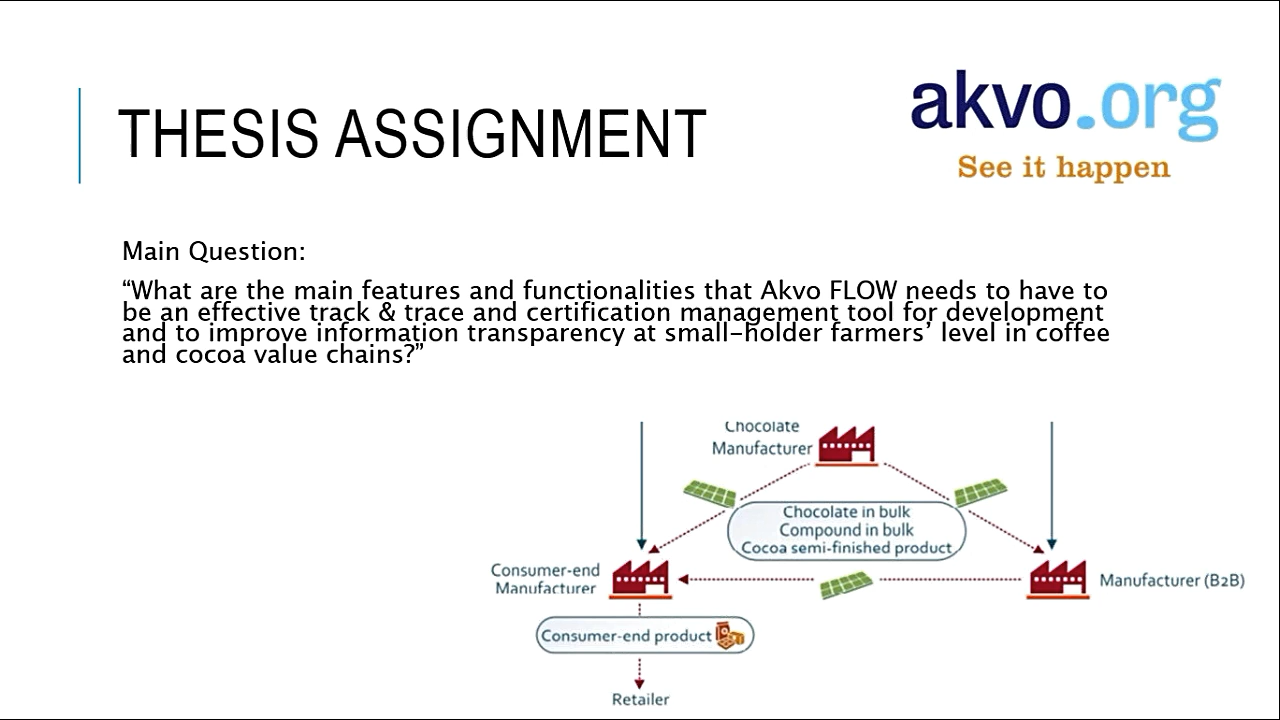 THESIS ASSIGNMENT
akvo.org
See it happen
Main Question:
“What are the main features and functionalities that Akvo FLOW needs to have to
be an effective track & trace and certification management tool for development
and to improve information transparency at small–holder farmers’ level in coffee
and cocoa value chains?”
Chocolate
Manufacturer
Chocolate in bulk
Compound in bulk
Cocoa semi-finished product
Consumer-end
Manufacturer
Manufacturer (B2B)
Consumer-end product
Retailer